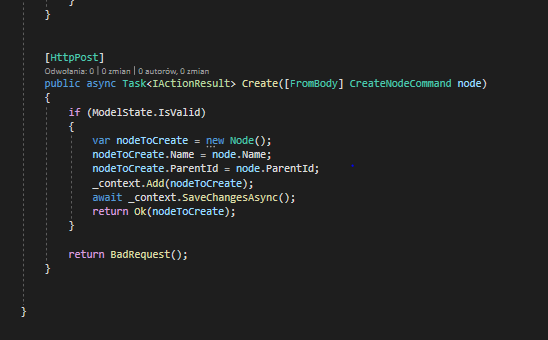 }
}
[HttpPost]
Odwołania: 0 | 0 zmian | 0 autorów, 0 zmian
public async Task<IActionResult> Create([FromBody] CreateNodeCommand node)
{
if (ModelState.IsValid)
{
var nodeToCreate = new Node();
nodeToCreate.Name = node.Name;
nodeToCreate.ParentId = node.ParentId;
_context.Add(nodeToCreate);
await _context.SaveChangesAsync();
return Ok(nodeToCreate);
}
return BadRequest();
}
}